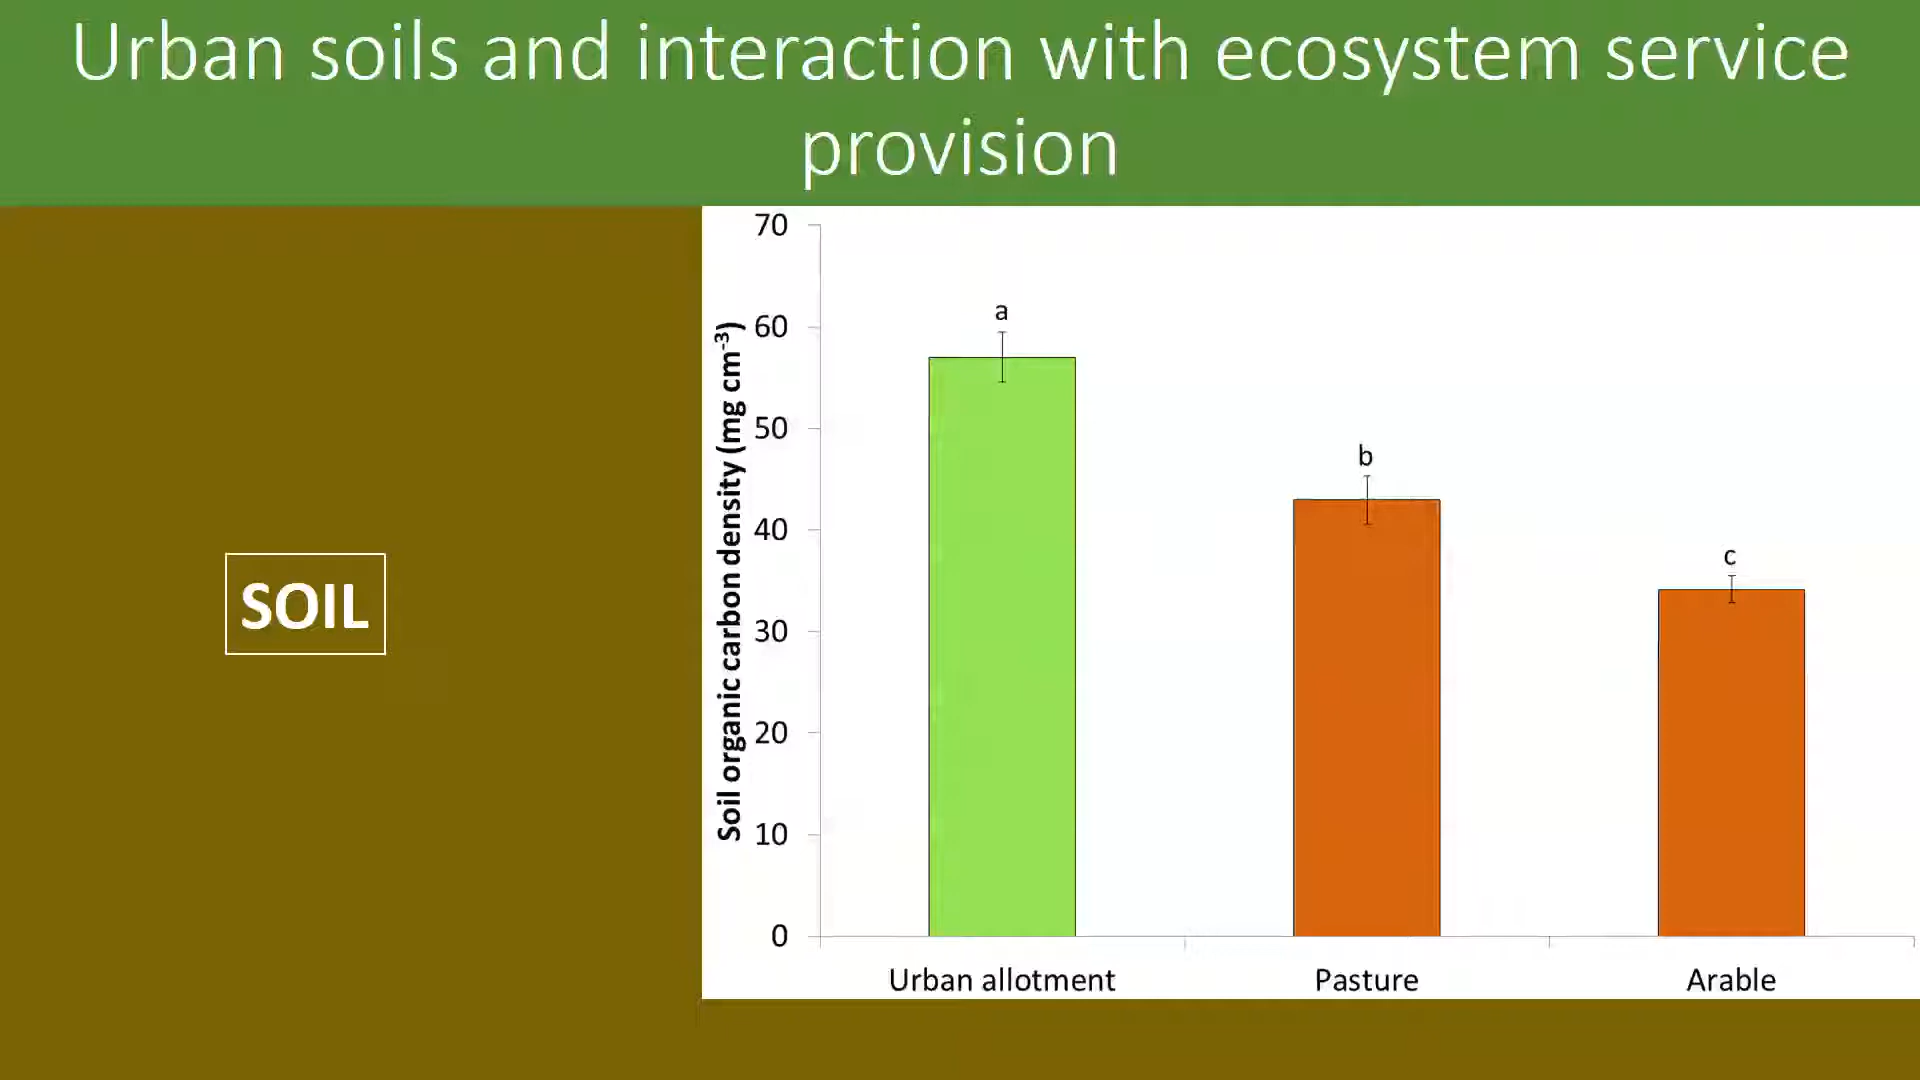 Urban soils and interaction with ecosystem service
provision
SOIL
Soil organic carbon density (mg cm⁻³)
70
60
50
40
30
20
10
0
a
b
c
Urban allotment
Pasture
Arable